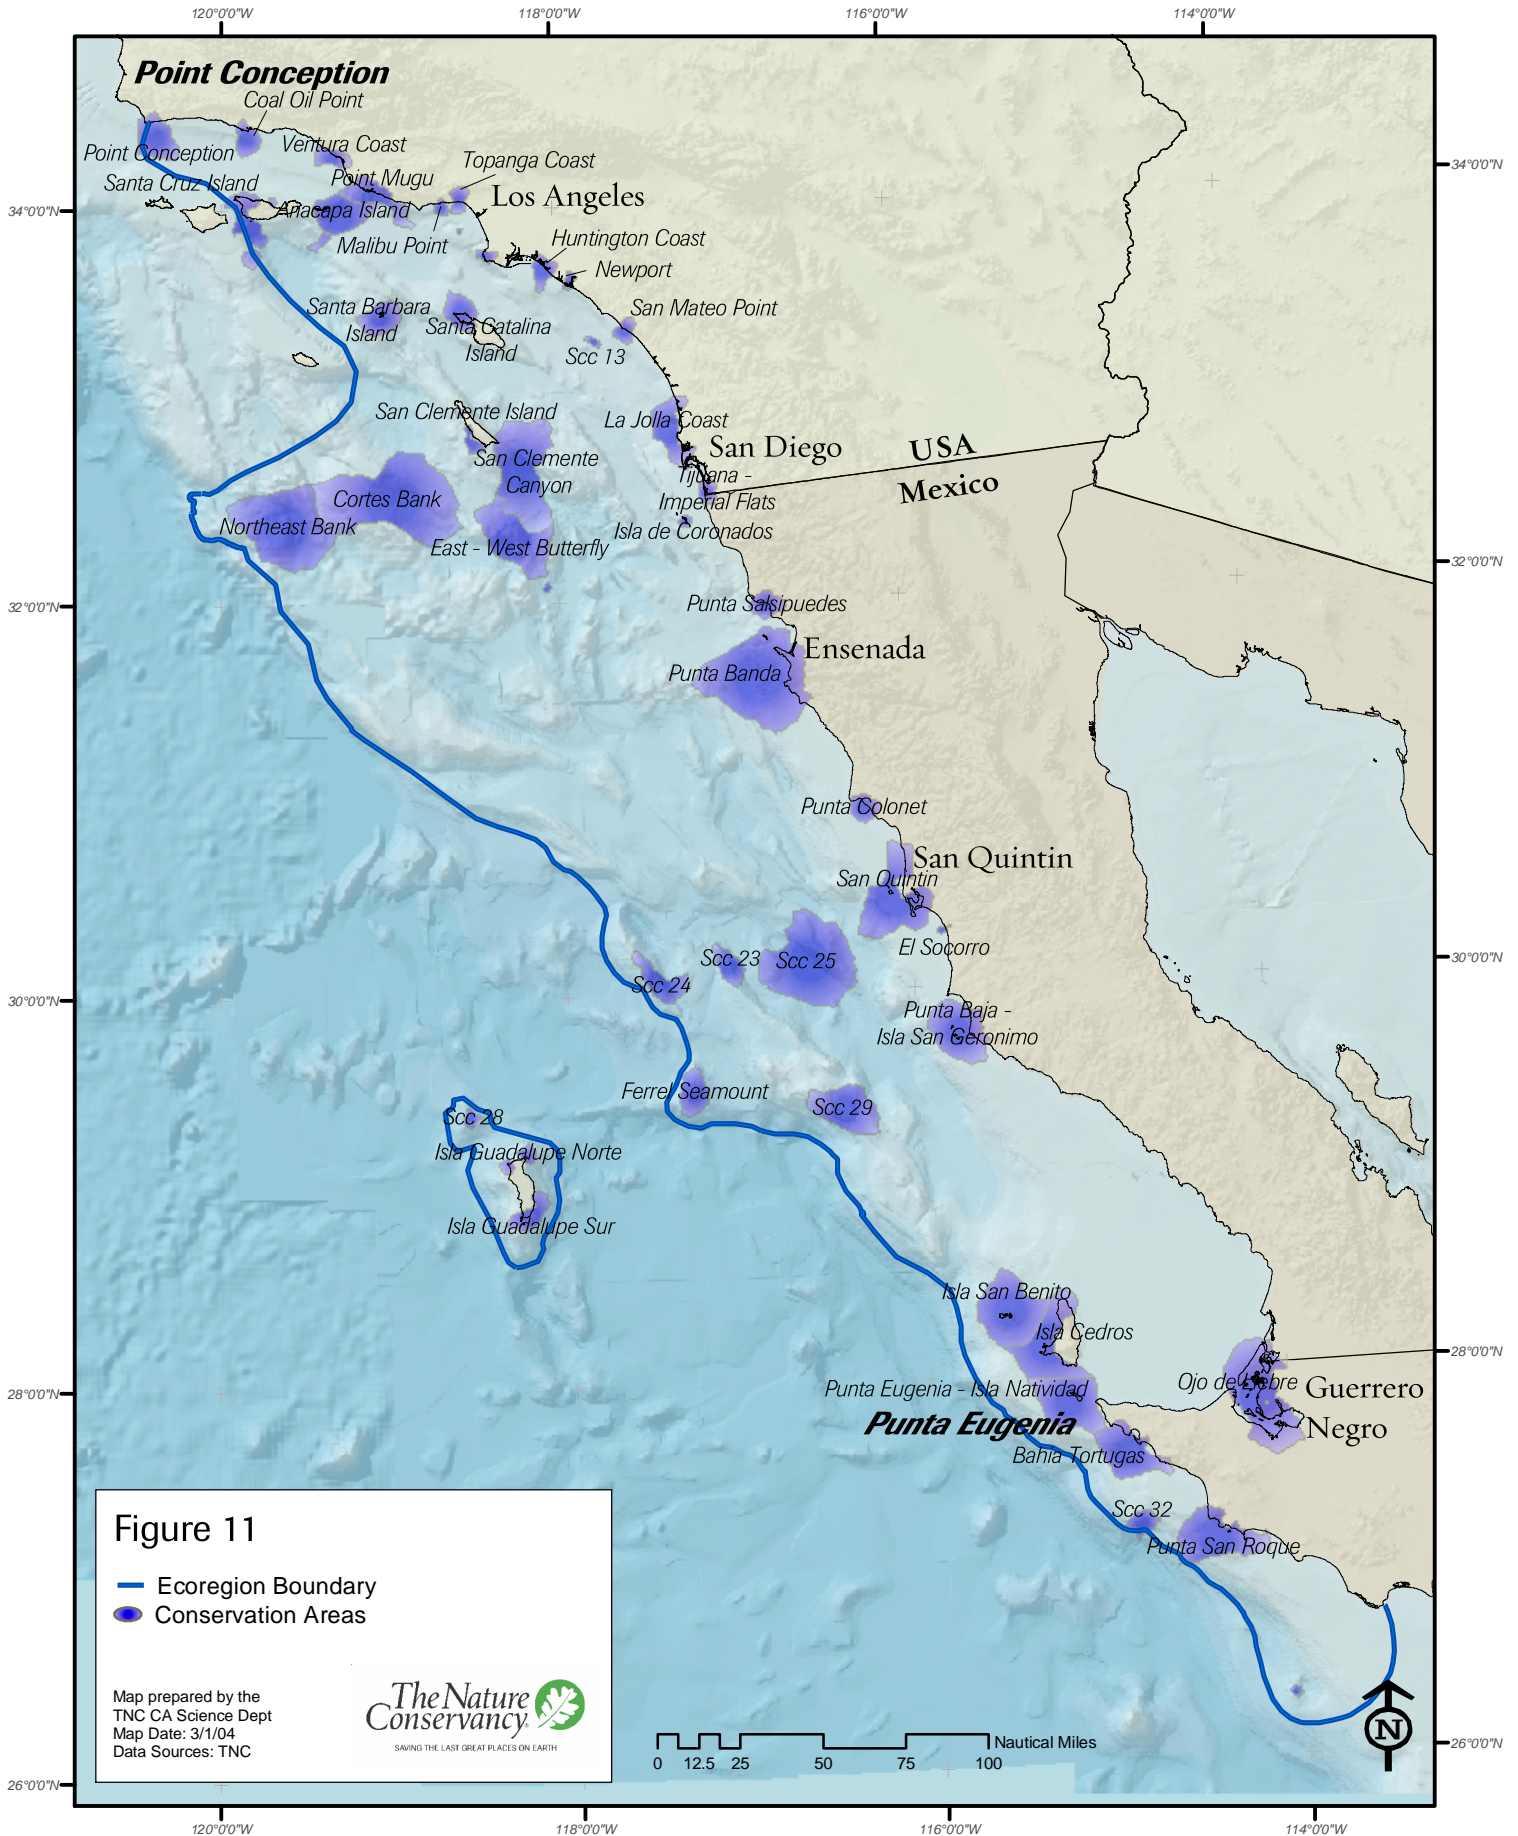 120°0'0"W
118°0'0"W
116°0'0"W
114°0'0"W
Point Conception
Coal Oil Point
Ventura Coast
Point Conception
Topanga Coast
34°0'0"N
Santa Cruz Island
Point Mugu
Los Angeles
34°0'0"N
Anacapa Island
Malibu Point
Huntington Coast
Newport
Santa Barbara
Island
San Mateo Point
Santa Catalina
Island
Scc 13
San Clemente Island
La Jolla Coast
San Diego
USA
Mexico
San Clemente
Canyon
Tijuana -
Imperial Flats
Cortes Bank
Northeast Bank
Isla de Coronados
East - West Butterfly
32°0'0"N
32°0'0"N
Punta Salsipuedes
Ensenada
Punta Banda
Punta Colonet
San Quintin
San Quintin
El Socorro
30°0'0"N
Scc 23
Scc 25
Scc 24
30°0'0"N
Punta Baja -
Isla San Geronimo
Ferrel Seamount
Scc 29
Scc 28
Isla Guadalupe Norte
Isla Guadalupe Sur
Isla San Benito
Isla Cedros
28°0'0"N
Ojo de Liebre
Guerrero
Negro
28°0'0"N
Punta Eugenia - Isla Natividad
Punta Eugenia
Bahia Tortugas
Scc 32
Punta San Roque
Figure 11
Ecoregion Boundary
Conservation Areas
Map prepared by the
TNC CA Science Dept
Map Date: 3/1/04
Data Sources: TNC
The Nature
Conservancy
SAVING THE LAST GREAT PLACES ON EARTH
Nautical Miles
0 12.5 25 50 75 100
N
26°0'0"N
26°0'0"N
120°0'0"W
118°0'0"W
116°0'0"W
114°0'0"W